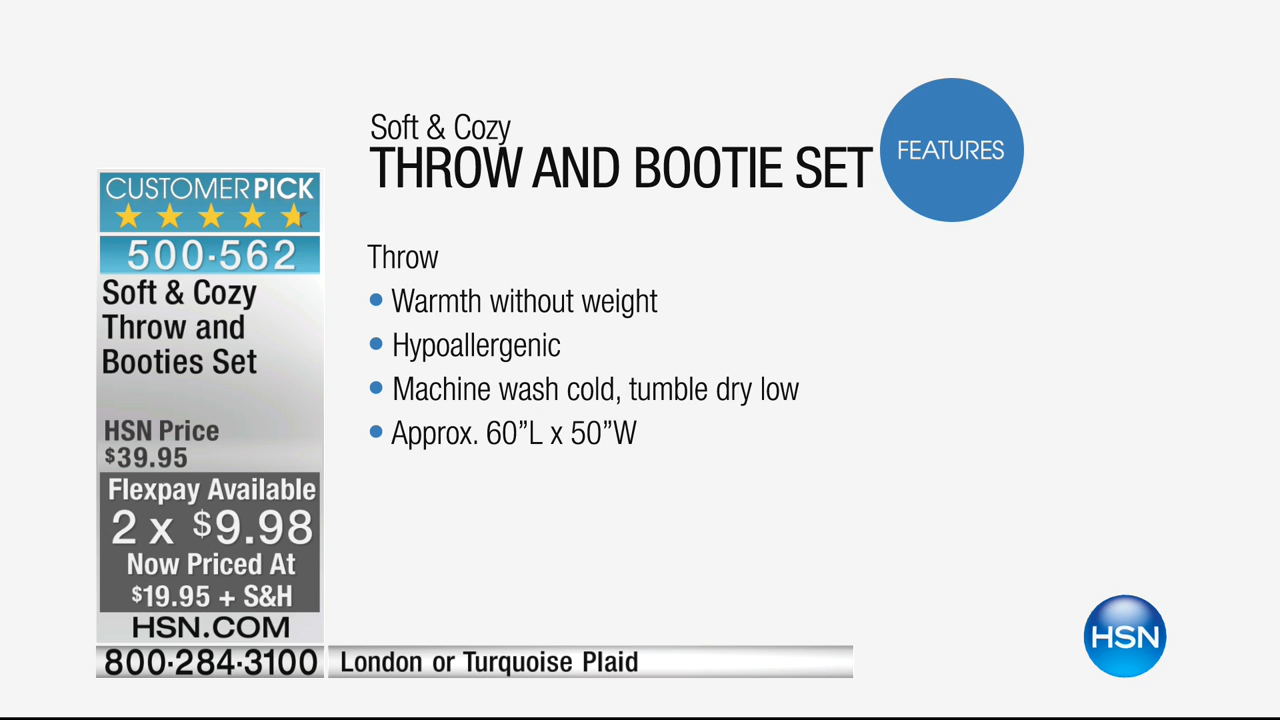 Soft & Cozy
THROW AND BOOTIE SET
FEATURES
Throw
• Warmth without weight
• Hypoallergenic
• Machine wash cold, tumble dry low
• Approx. 60”L x 50”W
CUSTOMER PICK
500·562
Soft & Cozy
Throw and
Booties Set
HSN Price
$39.95
Flexpay Available
2 x $9.98
Now Priced At
$19.95 + S&H
HSN.COM
800·284·3100
London or Turquoise Plaid
HSN